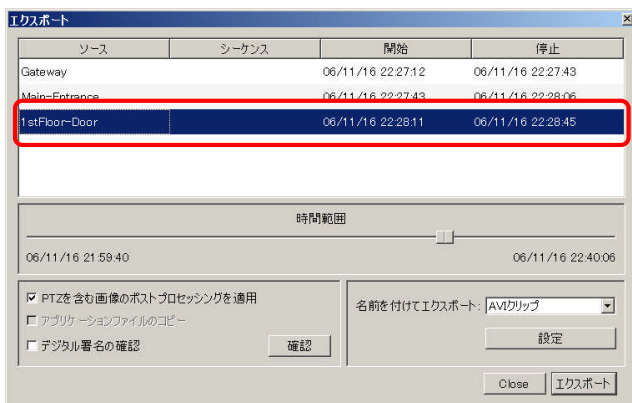 エクスポート
ソース シーケンス 開始 停止
Gateway 06/11/16 22:27:12 06/11/16 22:27:43
Main-Entrance 06/11/16 22:27:43 06/11/16 22:28:06
1stFloor-Door 06/11/16 22:28:11 06/11/16 22:28:45
時間範囲
06/11/16 21:59:40 06/11/16 22:40:06
PTZを含む画像のポストプロセッシングを適用
アプリケーションファイルのコピー
デジタル署名の確認 確認
名前を付けてエクスポート: AVIクリップ
設定
Close エクスポート